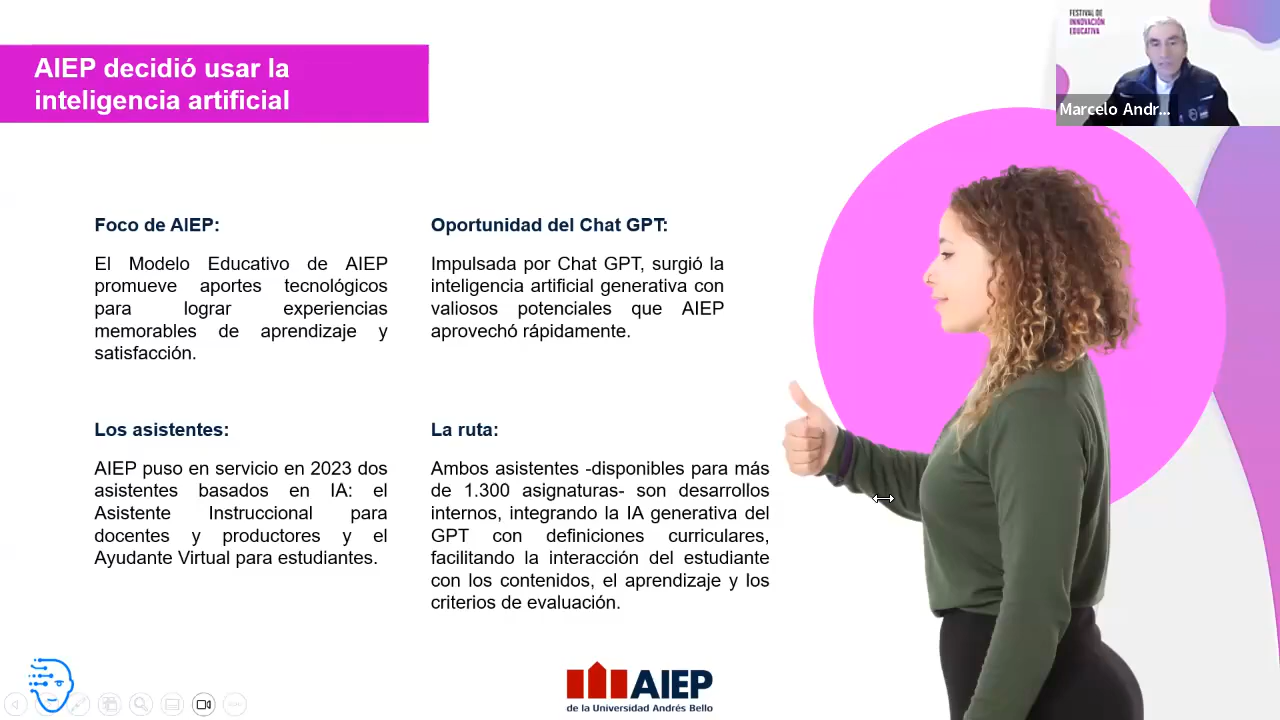 AIEP decidió usar la
inteligencia artificial
FESTIVAL DE
INNOVACIÓN
EDUCATIVA
Marcelo Andr...
Foco de AIEP:
El Modelo Educativo de AIEP
promueve aportes tecnológicos
para lograr experiencias
memorables de aprendizaje y
satisfacción.
Oportunidad del Chat GPT:
Impulsada por Chat GPT, surgió la
inteligencia artificial generativa con
valiosos potenciales que AIEP
aprovechó rápidamente.
Los asistentes:
AIEP puso en servicio en 2023 dos
asistentes basados en IA: el
Asistente Instruccional para
docentes y productores y el
Ayudante Virtual para estudiantes.
La ruta:
Ambos asistentes -disponibles para más
de 1.300 asignaturas- son desarrollos
internos, integrando la IA generativa del
GPT con definiciones curriculares,
facilitando la interacción del estudiante
con los contenidos, el aprendizaje y los
criterios de evaluación.
AIEP
de la Universidad Andrés Bello